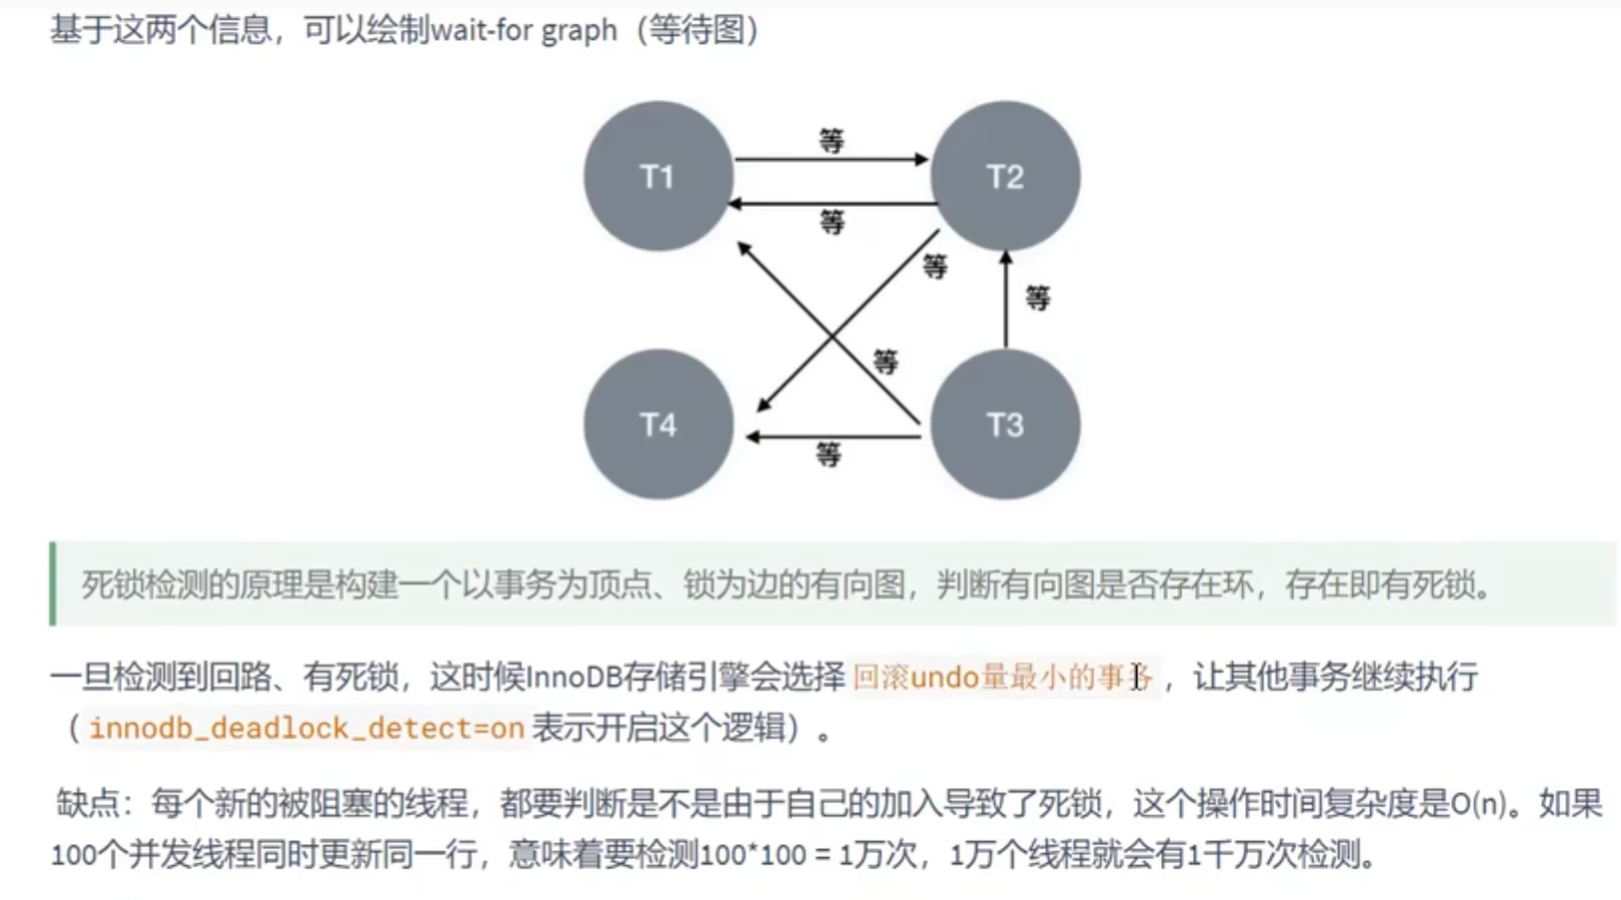 基于这两个信息，可以绘制wait-for graph（等待图）
等
T1
T2
等
等
等
等
T4
T3
等
死锁检测的原理是构建一个以事务为顶点、锁为边的有向图，判断有向图是否存在环，存在即有死锁。
一旦检测到回路、有死锁，这时候InnoDB存储引擎会选择 回滚undo量最小的事务 ，让其他事务继续执行
（ innodb_deadlock_detect=on 表示开启这个逻辑）。
缺点：每个新的被阻塞的线程，都要判断是不是由于自己的加入导致了死锁，这个操作时间复杂度是O(n)。如果
100个并发线程同时更新同一行，意味着要检测100*100 = 1万次，1万个线程就会有1千万次检测。